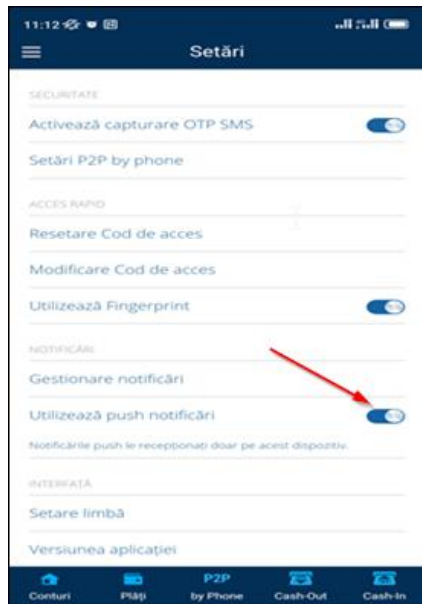 11:12
Setări
SECURITATE
Activează capturare OTP SMS
Setări P2P by phone
ACCES RAPID
Resetare Cod de acces
Modificare Cod de acces
Utilizează Fingerprint
NOTIFICĂRI
Gestionare notificări
Utilizează push notificări
Notificările push le recepționați doar pe acest dispozitiv.
INTERFAȚĂ
Setare limbă
Versiunea aplicației
Conturi Plăți P2P by Phone Cash-Out Cash-In